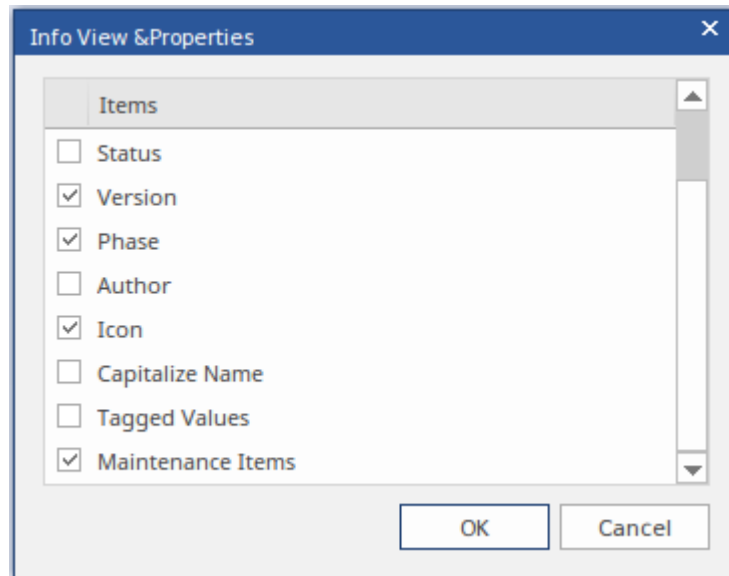 Info View &Properties
Items
Status
Version
Phase
Author
Icon
Capitalize Name
Tagged Values
Maintenance Items
OK Cancel